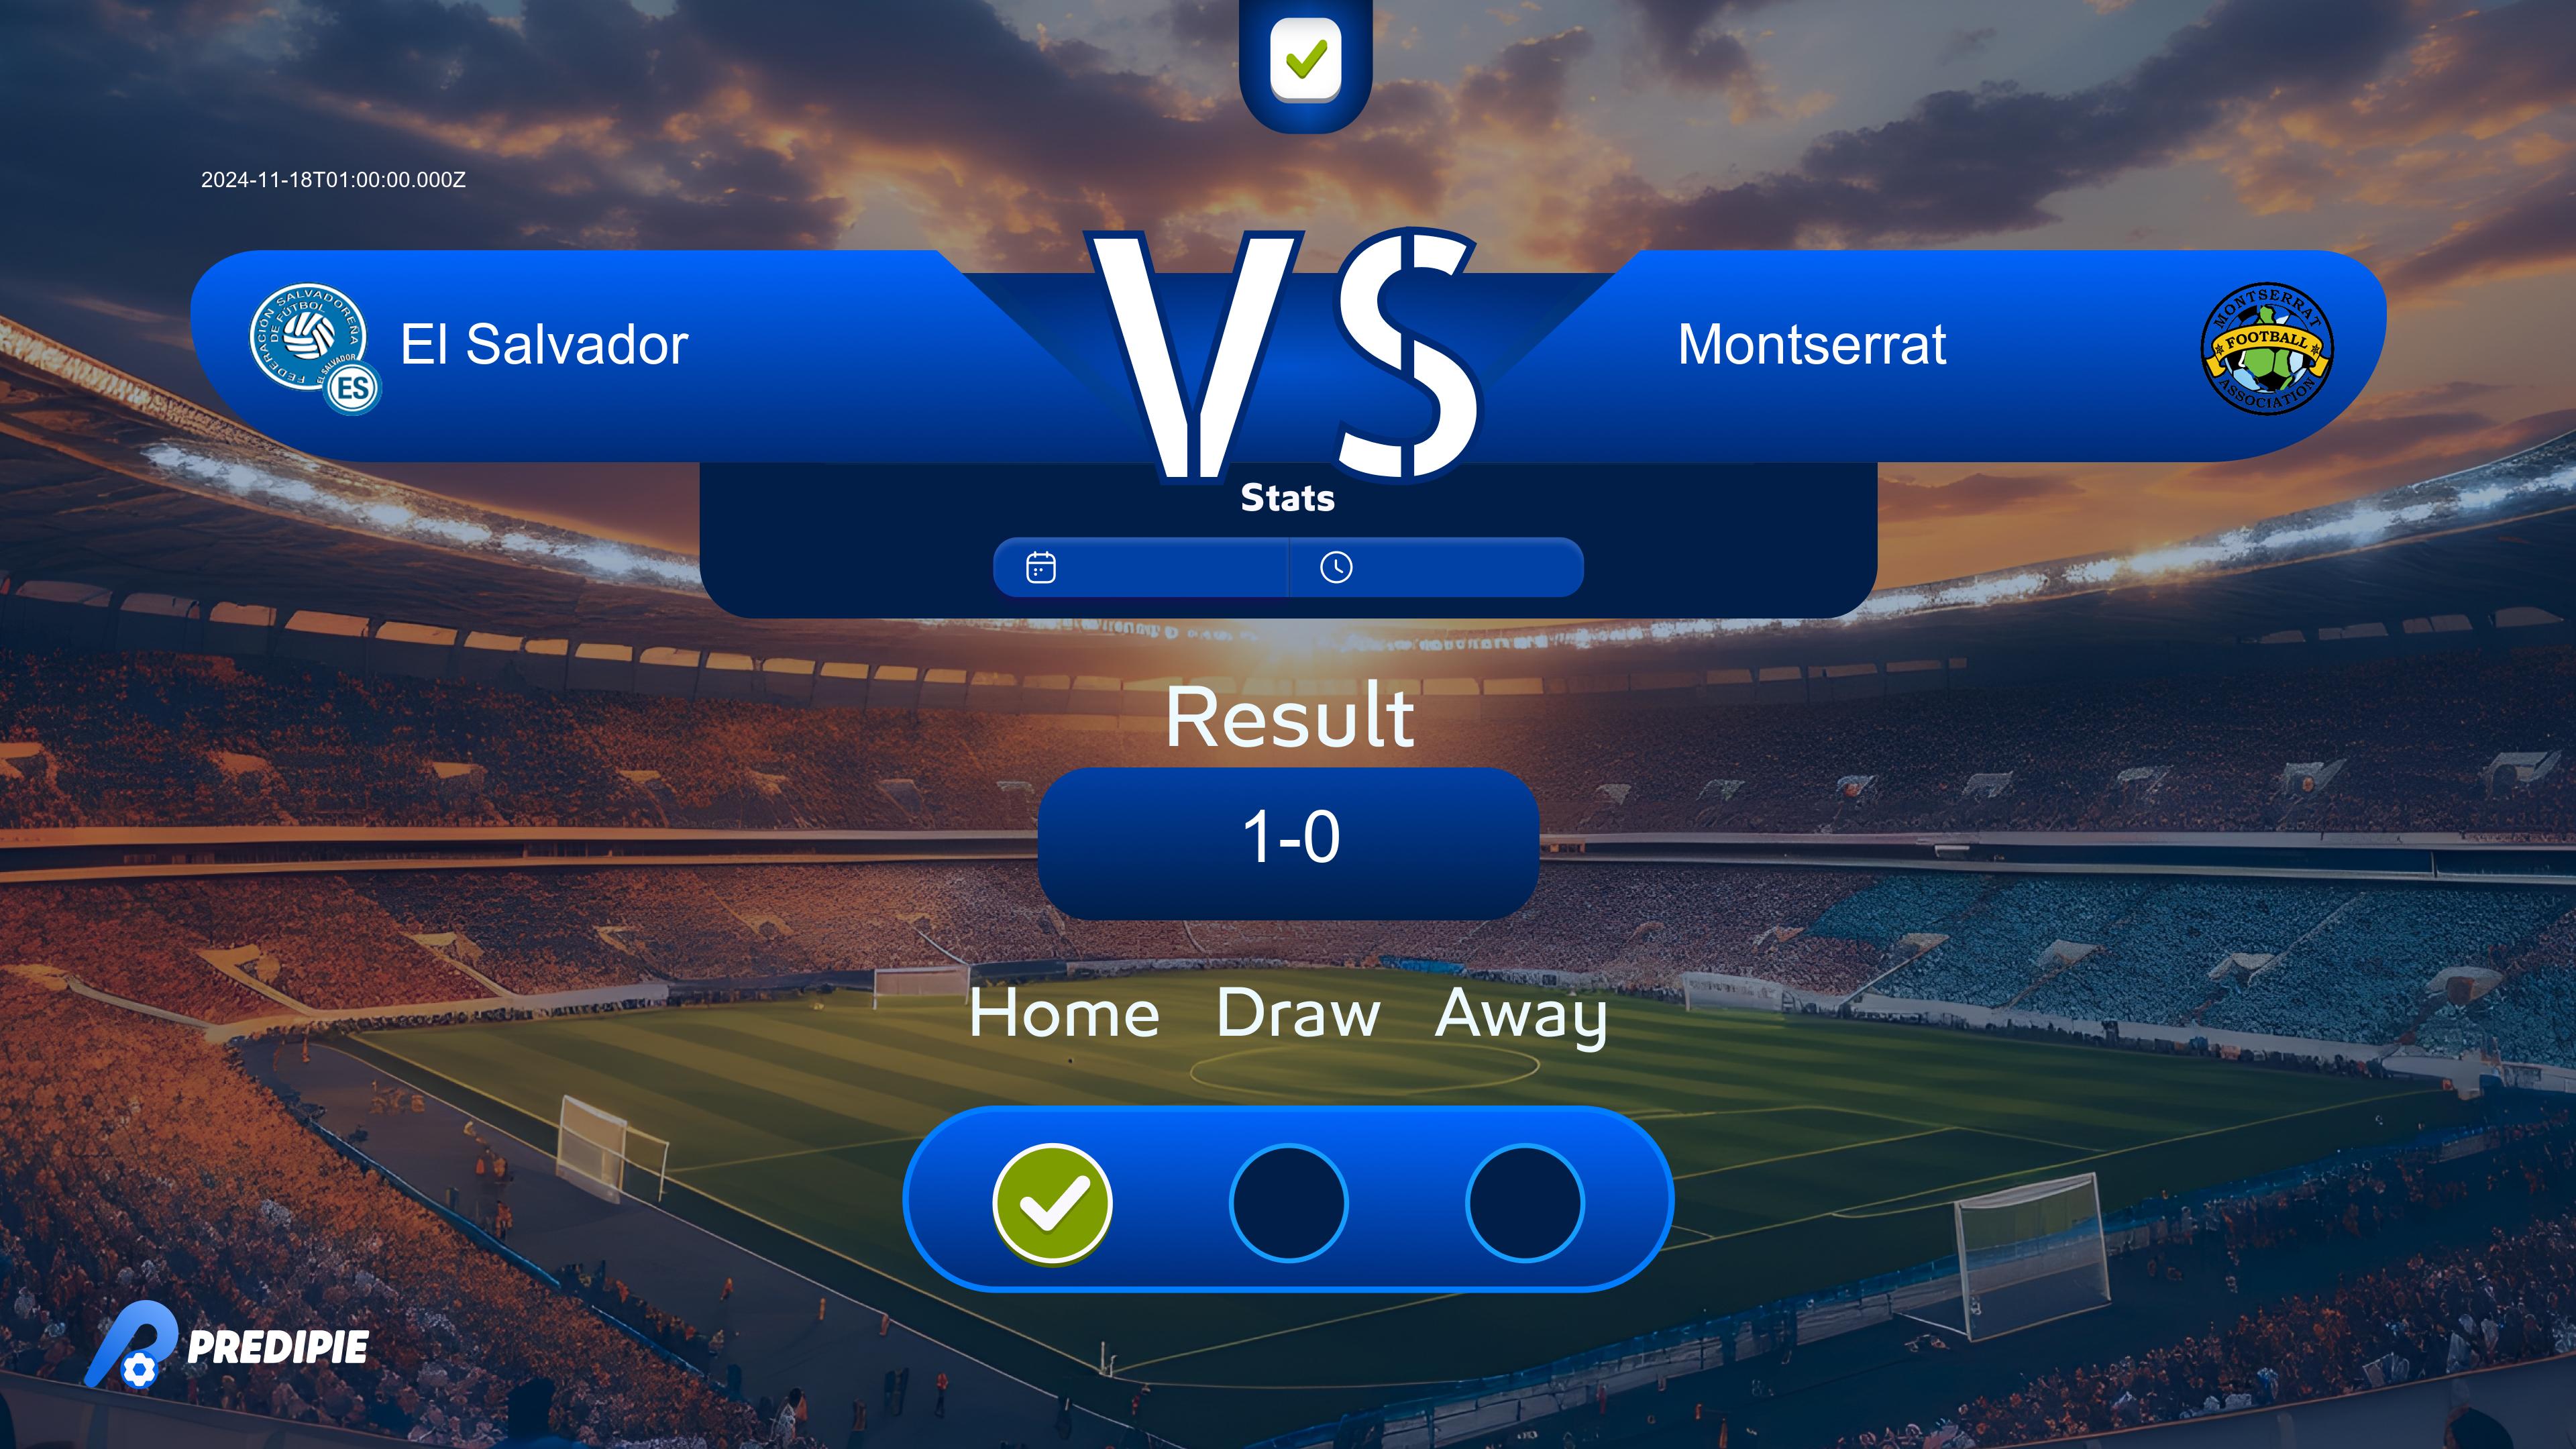 2024-11-18T01:00:00.000Z
VS
FEDERACIÓN SALVADOREÑA
DE FÚTBOL
EL SALVADOR
ES
El Salvador
Montserrat
MONTSERRAT
FOOTBALL
ASSOCIATION
Stats
Result
1-0
Home Draw Away
PREDIPIE